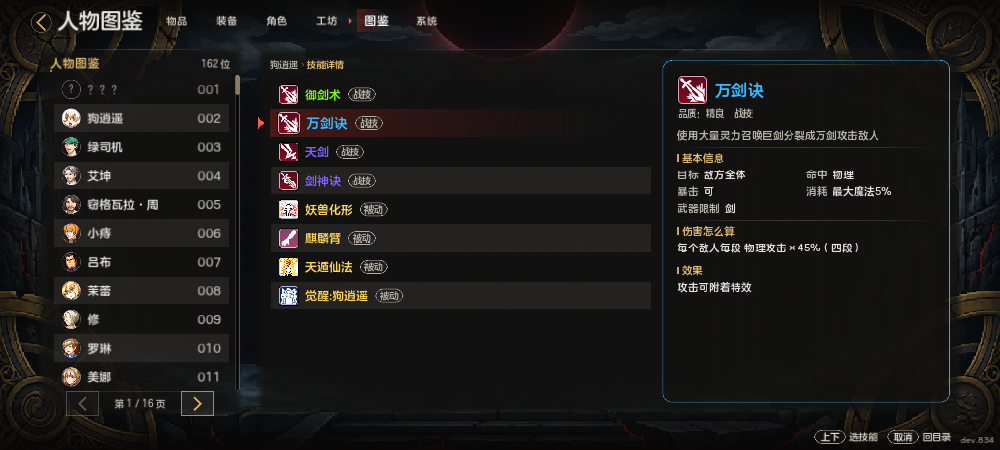 人物图鉴 物品 装备 角色 工坊 图鉴 系统
人物图鉴 162位
? ？？？ 001
狗逍遥 002
绿司机 003
艾坤 004
窃格瓦拉·周 005
小痔 006
吕布 007
茉蕾 008
修 009
罗琳 010
美娜 011
第1/16页
狗逍遥 › 技能详情
御剑术 战技
万剑诀 战技
天剑 战技
剑神诀 战技
妖兽化形 被动
麒麟臂 被动
天遁仙法 被动
觉醒:狗逍遥 被动
万剑诀
品质: 精良 战技
使用大量灵力召唤巨剑分裂成万剑攻击敌人
基本信息
目标 敌方全体 命中 物理
暴击 可 消耗 最大魔法5%
武器限制 剑
伤害怎么算
每个敌人每段 物理攻击×45%（四段）
效果
攻击可附着特效
上下 选技能 取消 回目录 dev.834